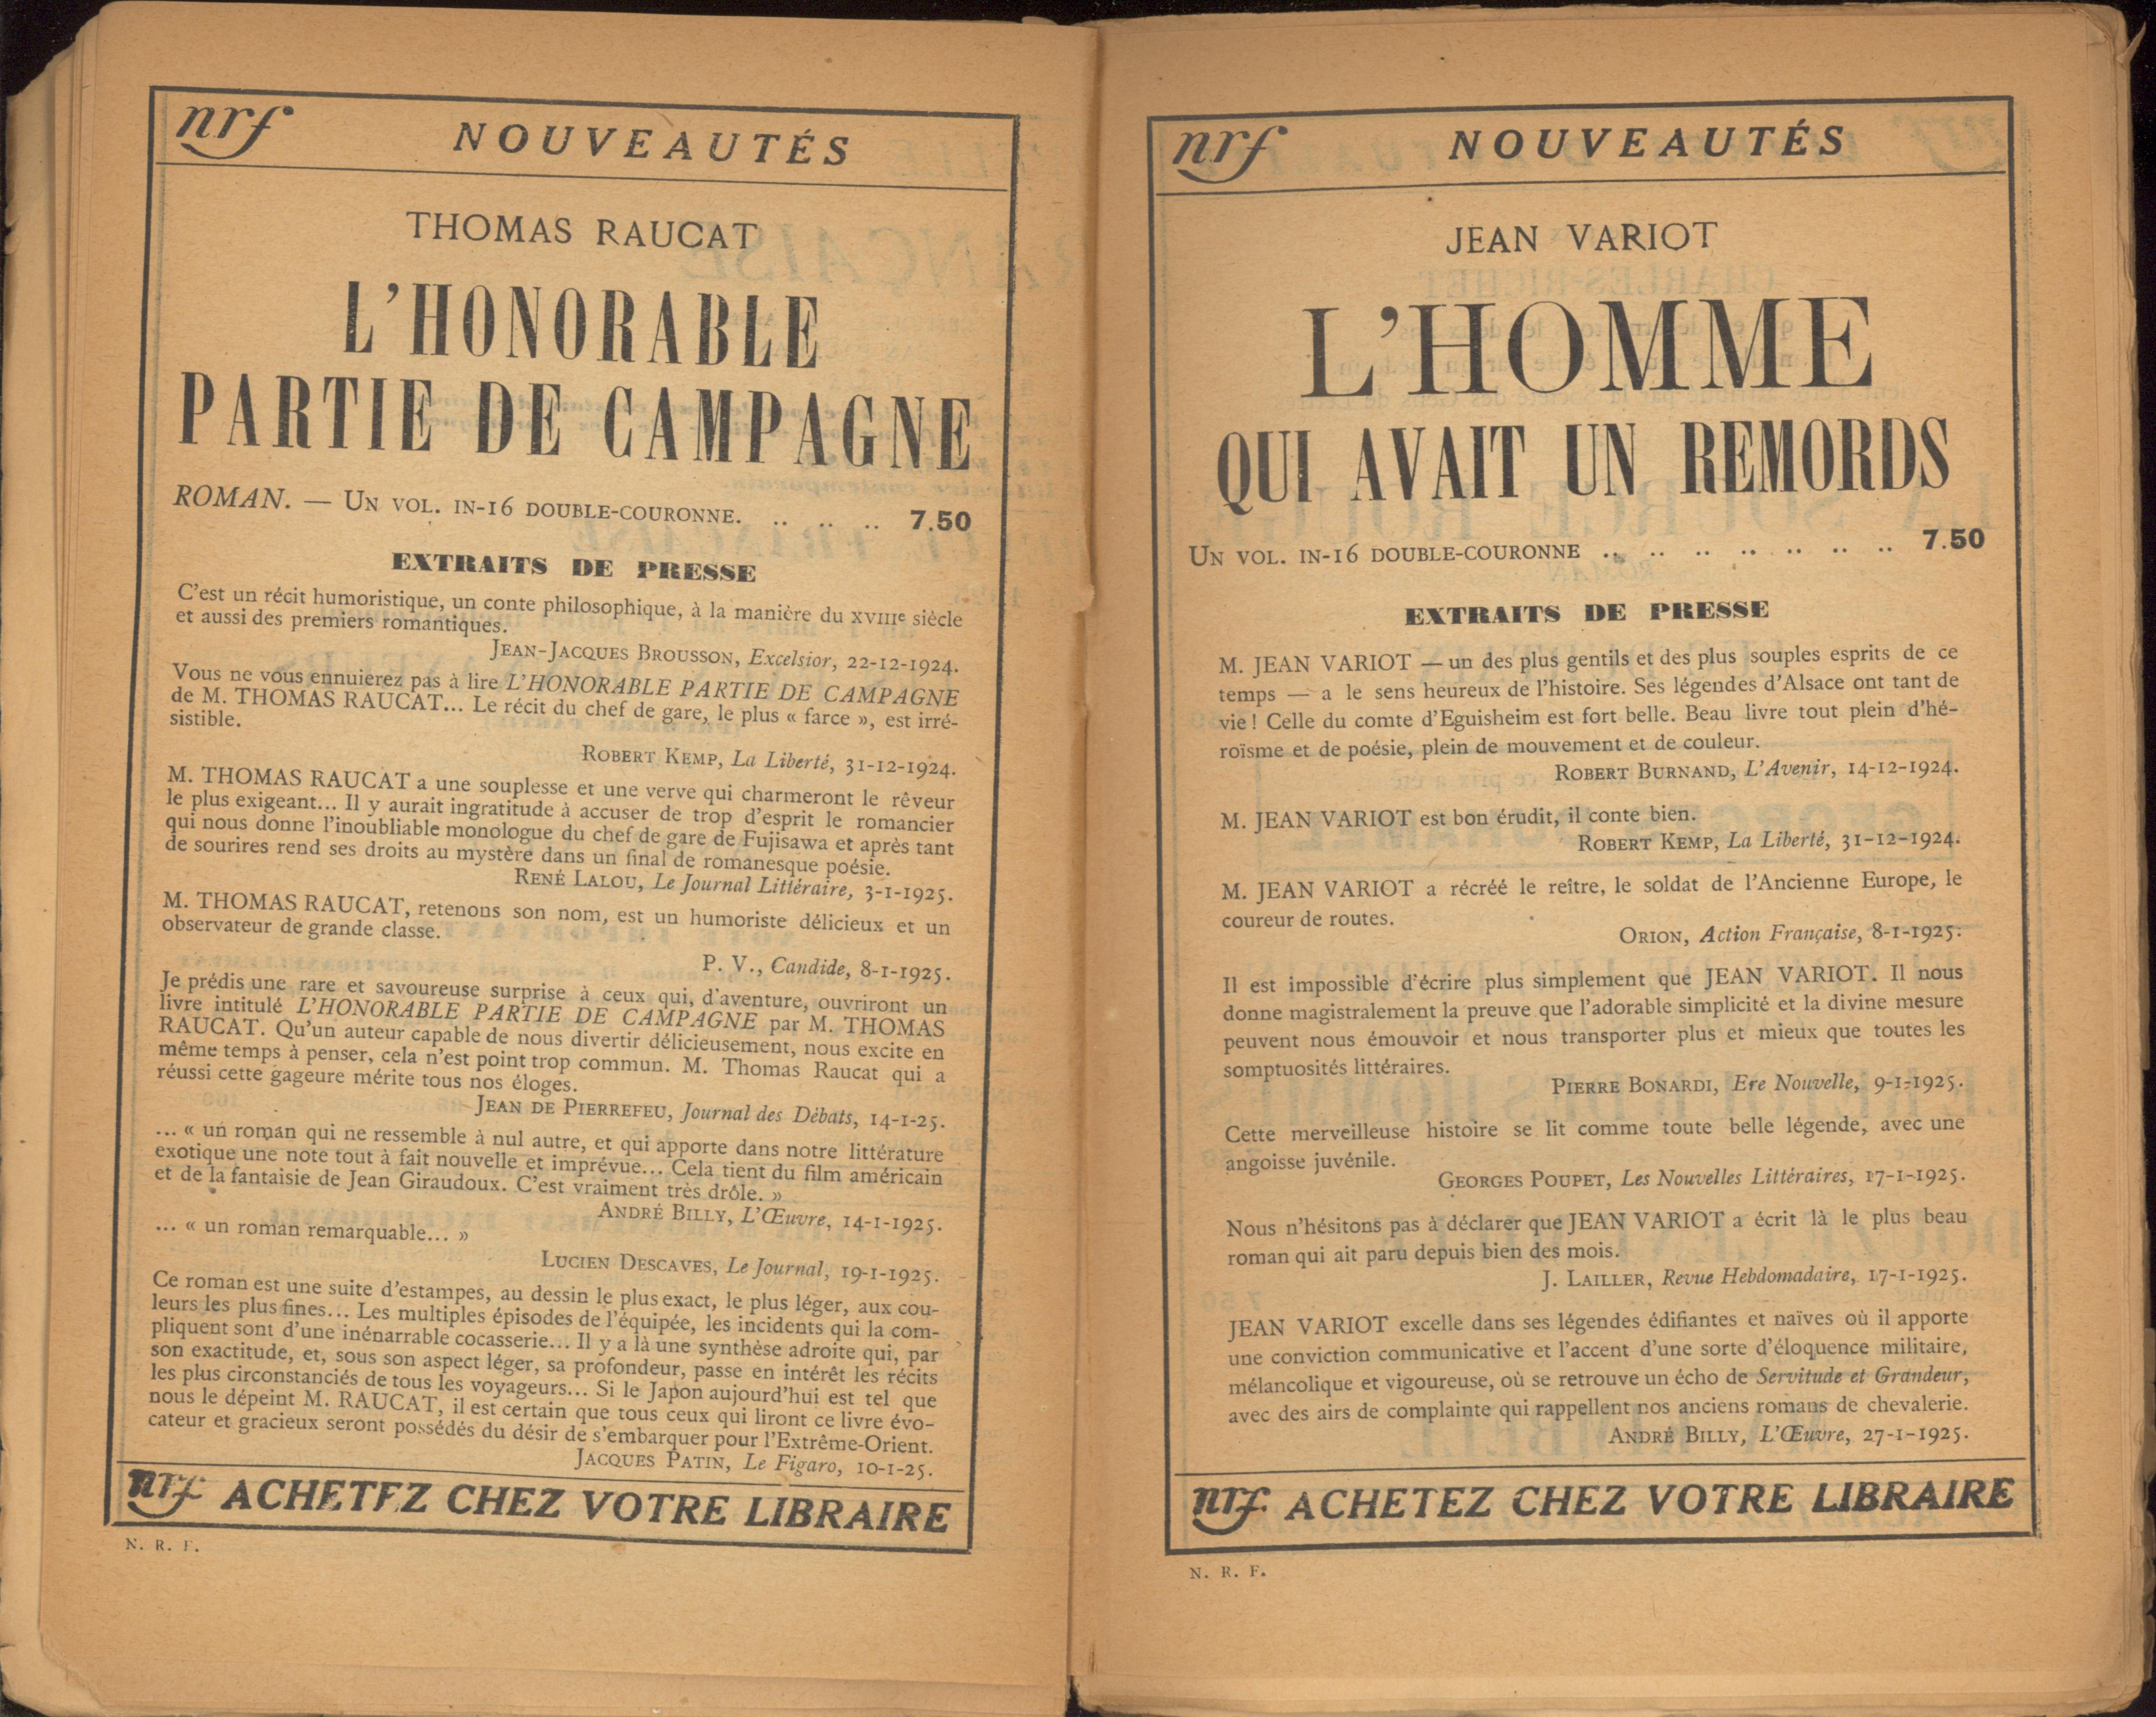 nrf NOUVEAUTÉS
THOMAS RAUCAT
L'HONORABLE
PARTIE DE CAMPAGNE
ROMAN. — UN VOL. IN-16 DOUBLE-COURONNE. .. .. .. 7.50
EXTRAITS DE PRESSE
C'est un récit humoristique, un conte philosophique, à la manière du XVIIIe siècle
et aussi des premiers romantiques.
JEAN-JACQUES BROUSSON, Excelsior, 22-12-1924.
Vous ne vous ennuierez pas à lire L'HONORABLE PARTIE DE CAMPAGNE
de M. THOMAS RAUCAT... Le récit du chef de gare, le plus « farce », est irré-
sistible.
ROBERT KEMP, La Liberté, 31-12-1924.
M. THOMAS RAUCAT a une souplesse et une verve qui charmeront le rêveur
le plus exigeant... Il y aurait ingratitude à accuser de trop d'esprit le romancier
qui nous donne l'inoubliable monologue du chef de gare de Fujisawa et après tant
de sourires rend ses droits au mystère dans un final de romanesque poésie.
RENÉ LALOU, Le Journal Littéraire, 3-1-1925.
M. THOMAS RAUCAT, retenons son nom, est un humoriste délicieux et un
observateur de grande classe.
P. V., Candide, 8-1-1925.
Je prédis une rare et savoureuse surprise à ceux qui, d'aventure, ouvriront un
livre intitulé L'HONORABLE PARTIE DE CAMPAGNE par M. THOMAS
RAUCAT. Qu'un auteur capable de nous divertir délicieusement, nous excite en
même temps à penser, cela n'est point trop commun. M. Thomas Raucat qui a
réussi cette gageure mérite tous nos éloges.
JEAN DE PIERREFEU, Journal des Débats, 14-1-25.
... « un roman qui ne ressemble à nul autre, et qui apporte dans notre littérature
exotique une note tout à fait nouvelle et imprévue... Cela tient du film américain
et de la fantaisie de Jean Giraudoux. C'est vraiment très drôle. »
ANDRÉ BILLY, L'Œuvre, 14-1-1925.
... « un roman remarquable... »
LUCIEN DESCAVES, Le Journal, 19-1-1925.
Ce roman est une suite d'estampes, au dessin le plus exact, le plus léger, aux cou-
leurs les plus fines... Les multiples épisodes de l'équipée, les incidents qui la com-
pliquent sont d'une inénarrable cocasserie... Il y a là une synthèse adroite qui, par
son exactitude, et, sous son aspect léger, sa profondeur, passe en intérêt les récits
les plus circonstanciés de tous les voyageurs... Si le Japon aujourd'hui est tel que
nous le dépeint M. RAUCAT, il est certain que tous ceux qui liront ce livre évo-
cateur et gracieux seront possédés du désir de s'embarquer pour l'Extrême-Orient.
JACQUES PATIN, Le Figaro, 10-1-25.
nrf ACHETEZ CHEZ VOTRE LIBRAIRE
N. R. F.
nrf NOUVEAUTÉS
JEAN VARIOT
L'HOMME
QUI AVAIT UN REMORDS
UN VOL. IN-16 DOUBLE-COURONNE .. .. .. .. .. .. .. 7.50
EXTRAITS DE PRESSE
M. JEAN VARIOT — un des plus gentils et des plus souples esprits de ce
temps — a le sens heureux de l'histoire. Ses légendes d'Alsace ont tant de
vie ! Celle du comte d'Eguisheim est fort belle. Beau livre tout plein d'hé-
roïsme et de poésie, plein de mouvement et de couleur.
ROBERT BURNAND, L'Avenir, 14-12-1924.
M. JEAN VARIOT est bon érudit, il conte bien.
ROBERT KEMP, La Liberté, 31-12-1924.
M. JEAN VARIOT a récréé le reître, le soldat de l'Ancienne Europe, le
coureur de routes.
ORION, Action Française, 8-1-1925.
Il est impossible d'écrire plus simplement que JEAN VARIOT. Il nous
donne magistralement la preuve que l'adorable simplicité et la divine mesure
peuvent nous émouvoir et nous transporter plus et mieux que toutes les
somptuosités littéraires.
PIERRE BONARDI, Ere Nouvelle, 9-1-1925.
Cette merveilleuse histoire se lit comme toute belle légende, avec une
angoisse juvénile.
GEORGES POUPET, Les Nouvelles Littéraires, 17-1-1925.
Nous n'hésitons pas à déclarer que JEAN VARIOT a écrit là le plus beau
roman qui ait paru depuis bien des mois.
J. LAILLER, Revue Hebdomadaire, 17-1-1925.
JEAN VARIOT excelle dans ses légendes édifiantes et naïves où il apporte
une conviction communicative et l'accent d'une sorte d'éloquence militaire,
mélancolique et vigoureuse, où se retrouve un écho de Servitude et Grandeur,
avec des airs de complainte qui rappellent nos anciens romans de chevalerie.
ANDRÉ BILLY, L'Œuvre, 27-1-1925.
nrf ACHETEZ CHEZ VOTRE LIBRAIRE
N. R. F.